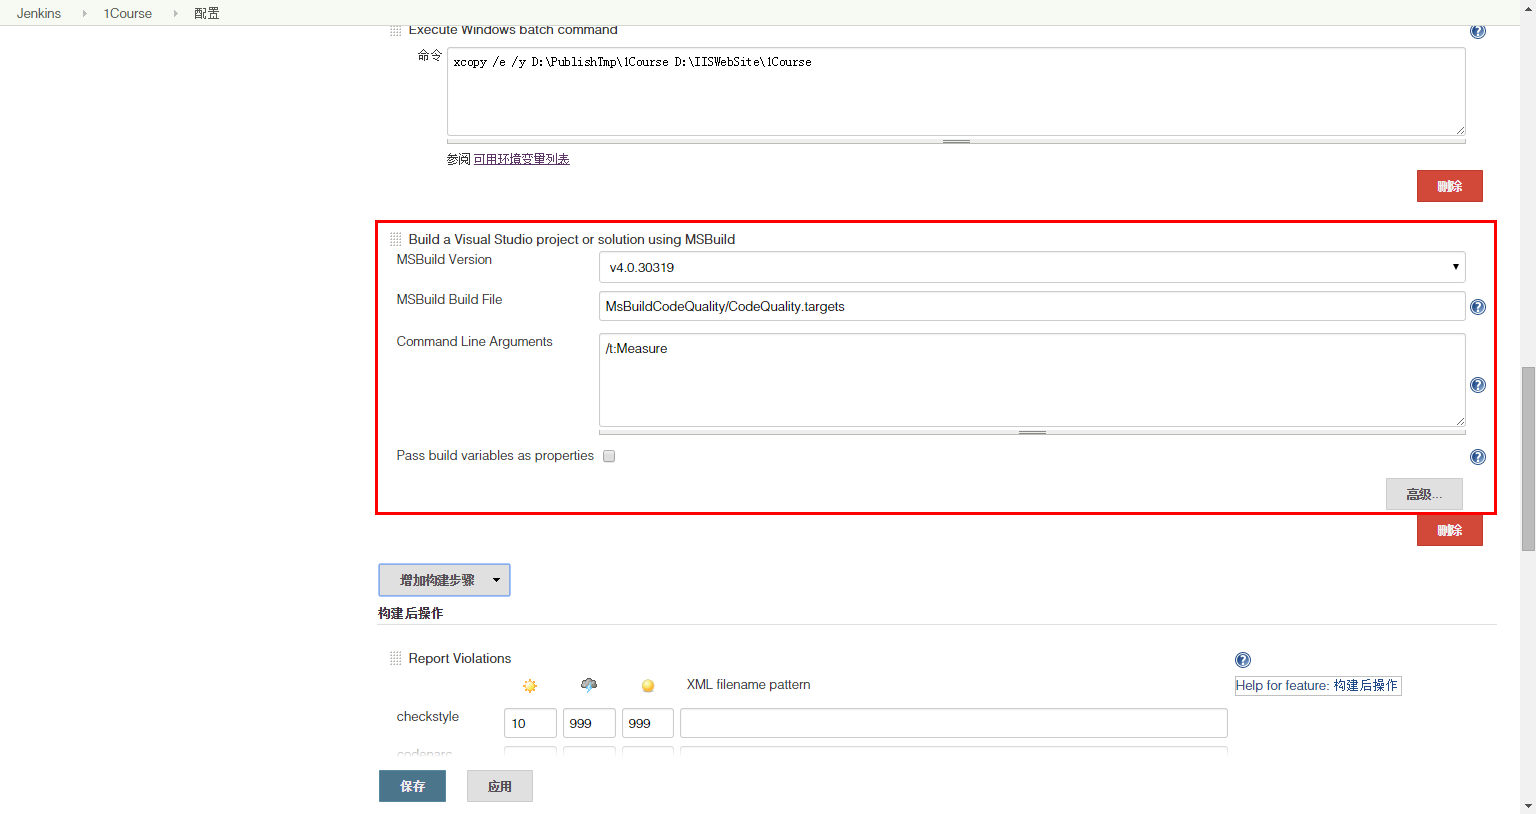 Jenkins 1Course 配置
Execute Windows batch command
命令
xcopy /e /y D:\PublishTmp\1Course D:\IISWebSite\1Course
参阅 可用环境变量列表
删除
Build a Visual Studio project or solution using MSBuild
MSBuild Version
v4.0.30319
MSBuild Build File
MsBuildCodeQuality/CodeQuality.targets
Command Line Arguments
/t:Measure
Pass build variables as properties
高级...
删除
增加构建步骤
构建后操作
Report Violations
XML filename pattern
Help for feature: 构建后操作
checkstyle 10 999 999
codenarc
保存 应用